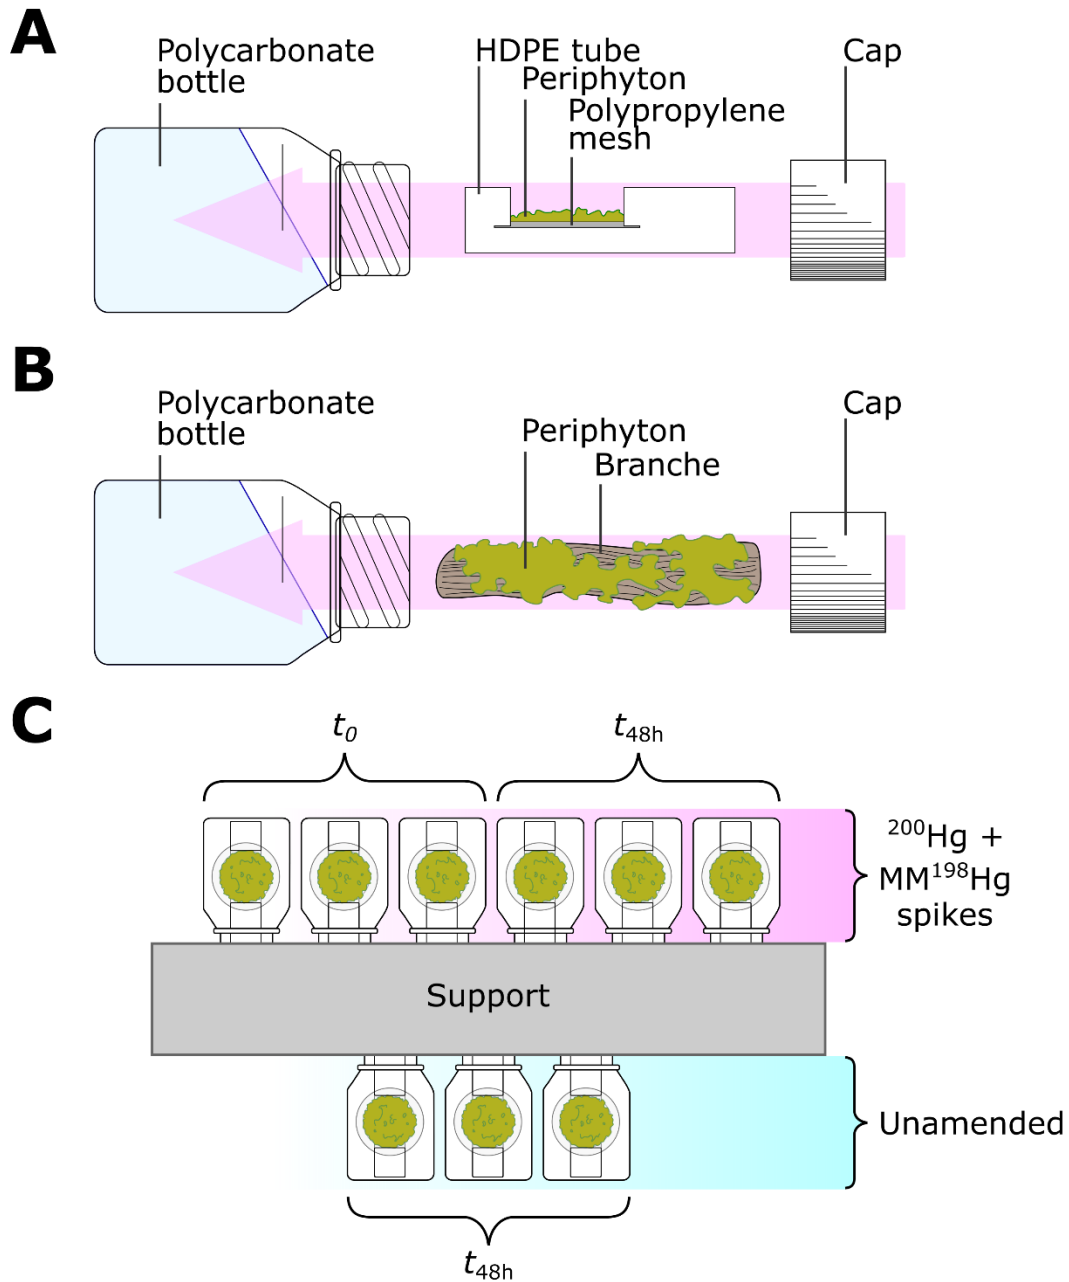 A
Polycarbonate
bottle
HDPE tube
Periphyton
Polypropylene
mesh
Cap
B
Polycarbonate
bottle
Periphyton
Branche
Cap
C
t₀
t₄₈ₕ
²⁰⁰Hg +
MM¹⁹⁸Hg
spikes
Support
Unamended
t₄₈ₕ